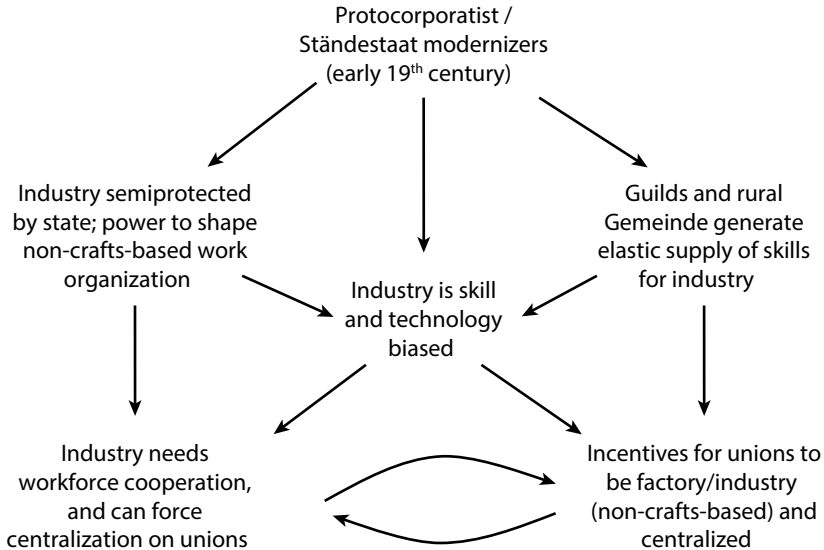 Protocorporatist /
Ständestaat modernizers
(early 19th century)
Industry semiprotected
by state; power to shape
non-crafts-based work
organization
Guilds and rural
Gemeinde generate
elastic supply of skills
for industry
Industry is skill
and technology
biased
Industry needs
workforce cooperation,
and can force
centralization on unions
Incentives for unions to
be factory/industry
(non-crafts-based) and
centralized